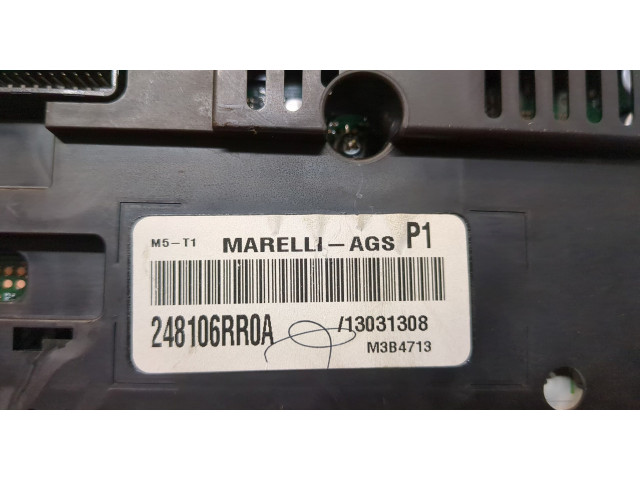 M5-T1 MARELLI-AGS P1
248106RR0A /13031308
M3B4713